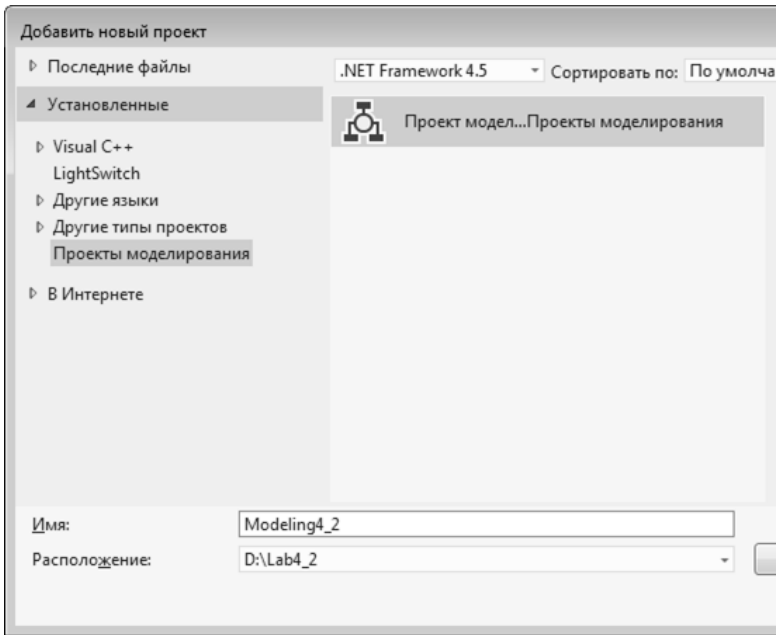 Добавить новый проект
Последние файлы
.NET Framework 4.5 Сортировать по: По умолча
Установленные
Проект модел...Проекты моделирования
Visual C++
LightSwitch
Другие языки
Другие типы проектов
Проекты моделирования
В Интернете
Имя: Modeling4_2
Расположение: D:\Lab4_2